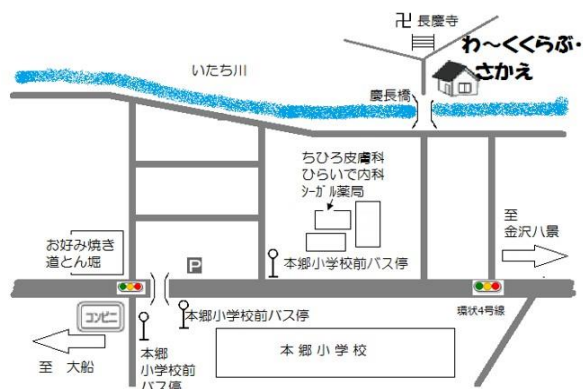 卍 長慶寺
わ～くくらぶ・
さかえ
いたち川
慶長橋
ちひろ皮膚科
ひらいで内科
シーガル薬局
至
金沢八景
お好み焼き
道とん堀
P
本郷小学校前バス停
コンビニ
本郷小学校前バス停
環状4号線
本郷
小学校前
バス停
本郷小学校
至 大船